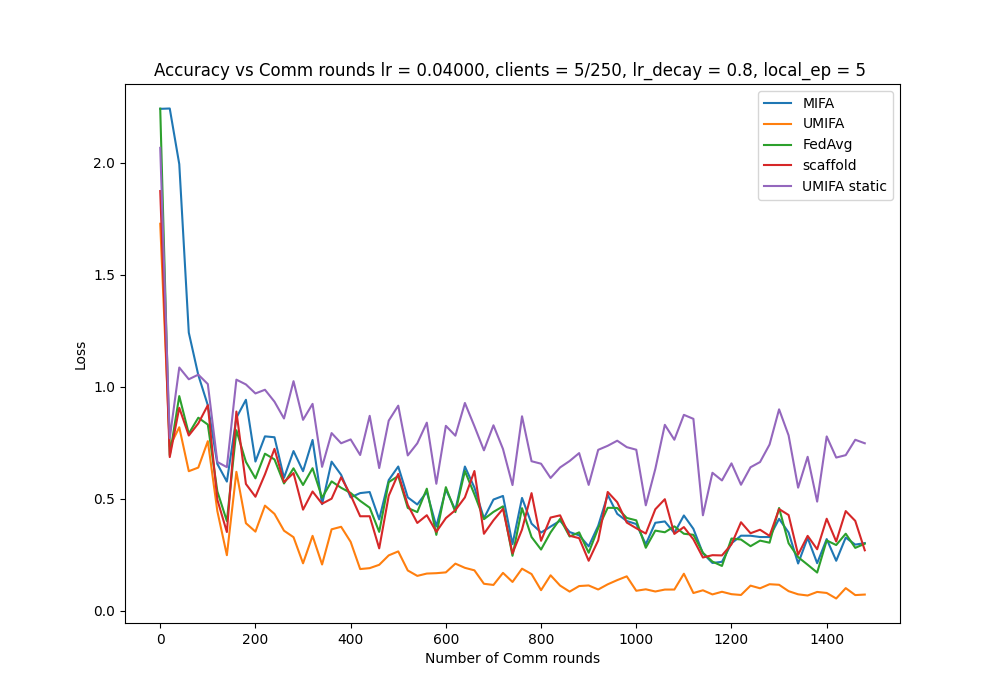 Accuracy vs Comm rounds lr = 0.04000, clients = 5/250, lr_decay = 0.8, local_ep = 5
MIFA
UMIFA
FedAvg
scaffold
UMIFA static
2.0
1.5
1.0
0.5
0.0
Loss
0 200 400 600 800 1000 1200 1400
Number of Comm rounds